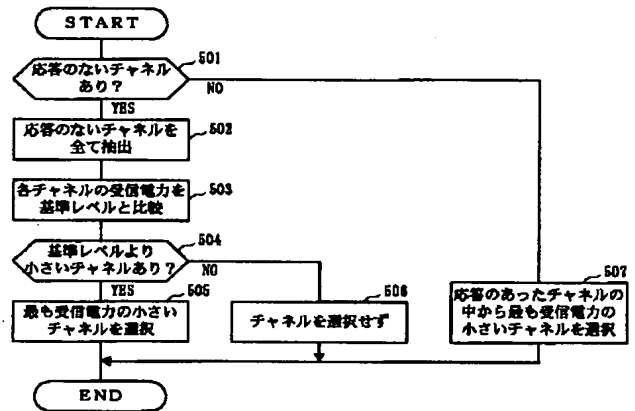 START
応答のないチャネル
あり?
501
NO
YES
応答のないチャネルを
全て抽出
502
各チャネルの受信電力を
基準レベルと比較
503
基準レベルより
小さいチャネルあり?
504
NO
YES
505
最も受信電力の小さい
チャネルを選択
506
チャネルを選択せず
507
応答のあったチャネルの
中から最も受信電力の
小さいチャネルを選択
END